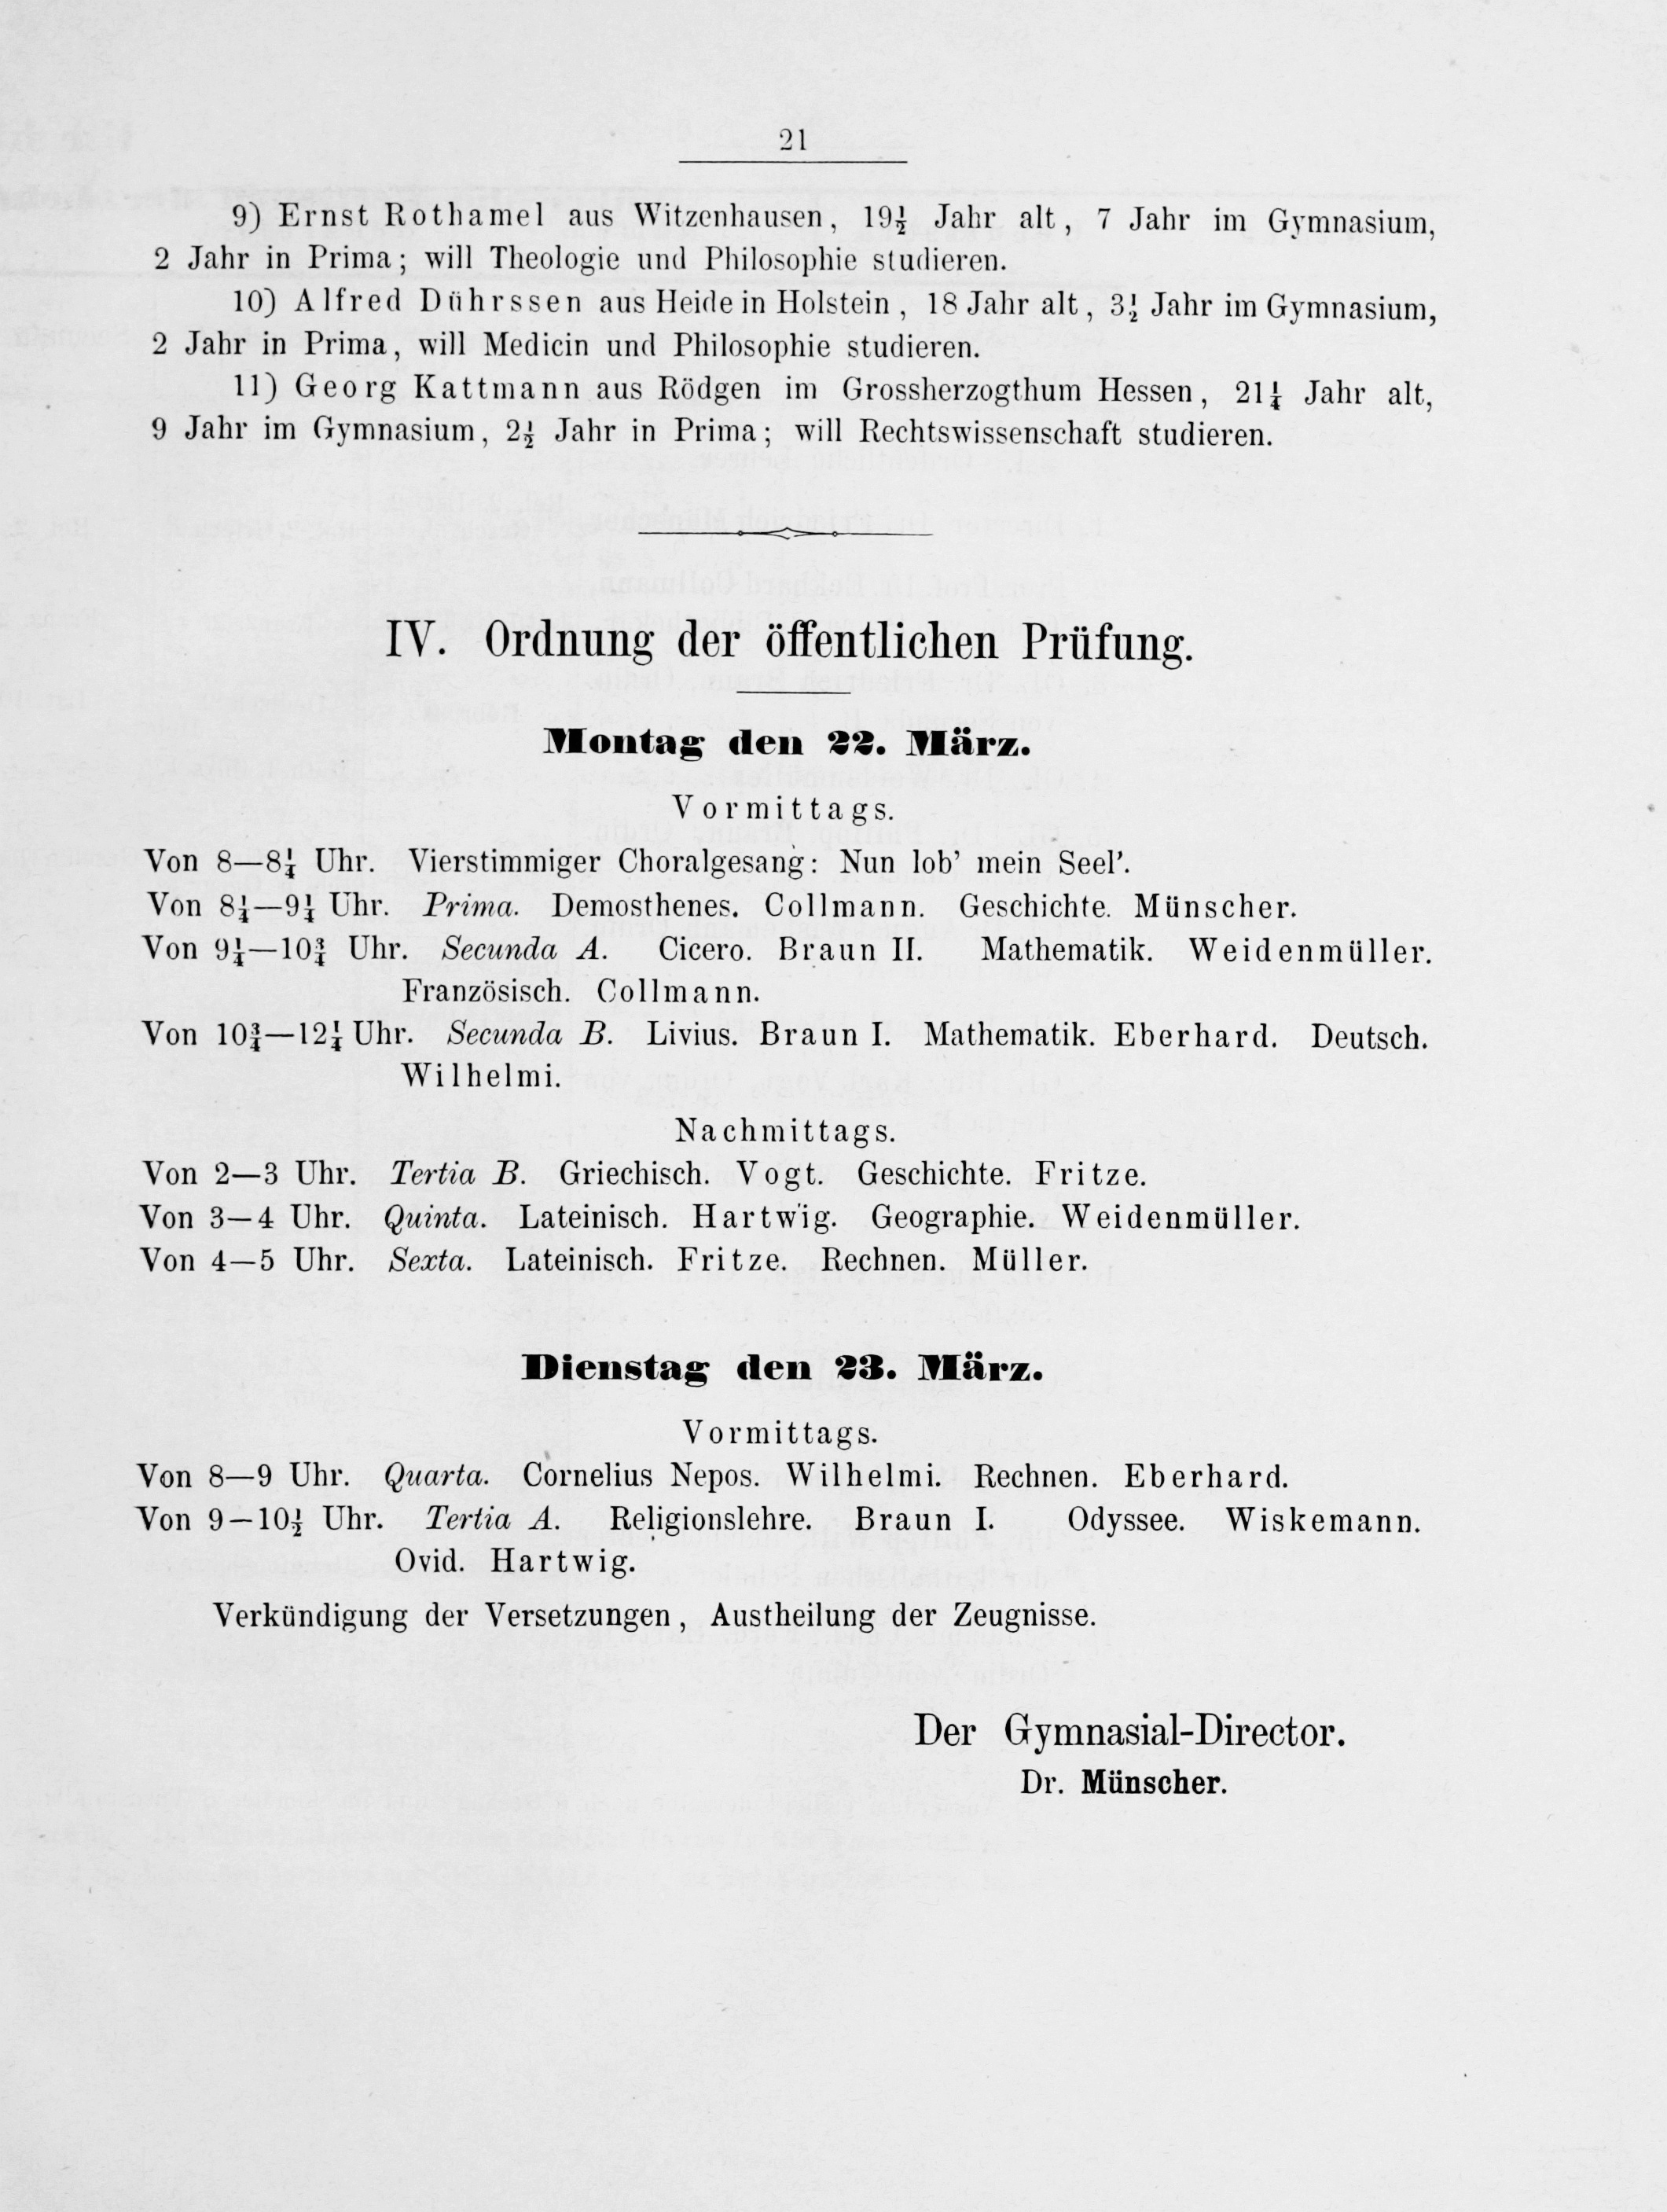 21
9) Ernst Rothamel aus Witzenhausen, 19½ Jahr alt, 7 Jahr im Gymnasium,
2 Jahr in Prima; will Theologie und Philosophie studieren.
10) Alfred Dührssen aus Heide in Holstein, 18 Jahr alt, 3½ Jahr im Gymnasium,
2 Jahr in Prima, will Medicin und Philosophie studieren.
11) Georg Kattmann aus Rödgen im Grossherzogthum Hessen, 21¼ Jahr alt,
9 Jahr im Gymnasium, 2½ Jahr in Prima; will Rechtswissenschaft studieren.
IV. Ordnung der öffentlichen Prüfung.
Montag den 22. März.
Vormittags.
Von 8—8¼ Uhr. Vierstimmiger Choralgesang: Nun lob' mein Seel'.
Von 8¼—9¼ Uhr. Prima. Demosthenes. Collmann. Geschichte. Münscher.
Von 9¼—10¾ Uhr. Secunda A. Cicero. Braun II. Mathematik. Weidenmüller.
Französisch. Collmann.
Von 10¾—12¼ Uhr. Secunda B. Livius. Braun I. Mathematik. Eberhard. Deutsch.
Wilhelmi.
Nachmittags.
Von 2—3 Uhr. Tertia B. Griechisch. Vogt. Geschichte. Fritze.
Von 3—4 Uhr. Quinta. Lateinisch. Hartwig. Geographie. Weidenmüller.
Von 4—5 Uhr. Sexta. Lateinisch. Fritze. Rechnen. Müller.
Dienstag den 23. März.
Vormittags.
Von 8—9 Uhr. Quarta. Cornelius Nepos. Wilhelmi. Rechnen. Eberhard.
Von 9—10½ Uhr. Tertia A. Religionslehre. Braun I. Odyssee. Wiskemann.
Ovid. Hartwig.
Verkündigung der Versetzungen, Austheilung der Zeugnisse.
Der Gymnasial-Director.
Dr. Münscher.